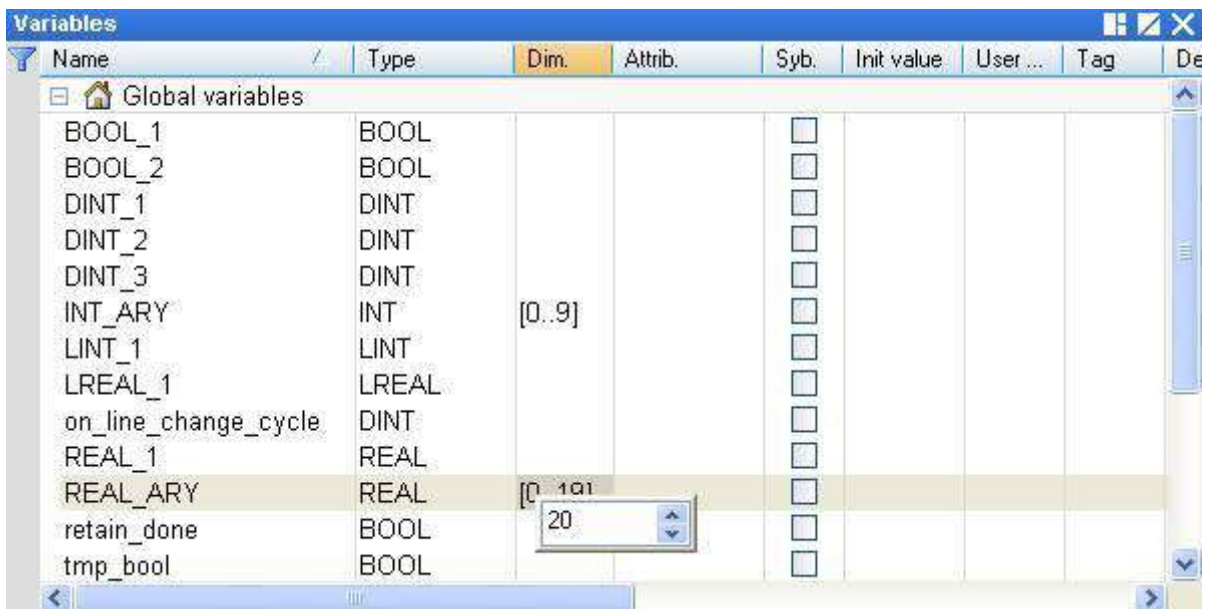 Variables
Name Type Dim. Attrib. Syb. Init value User ... Tag De
Global variables
BOOL_1 BOOL
BOOL_2 BOOL
DINT_1 DINT
DINT_2 DINT
DINT_3 DINT
INT_ARY INT [0..9]
LINT_1 LINT
LREAL_1 LREAL
on_line_change_cycle DINT
REAL_1 REAL
REAL_ARY REAL [0..19]
retain_done BOOL
20
tmp_bool BOOL